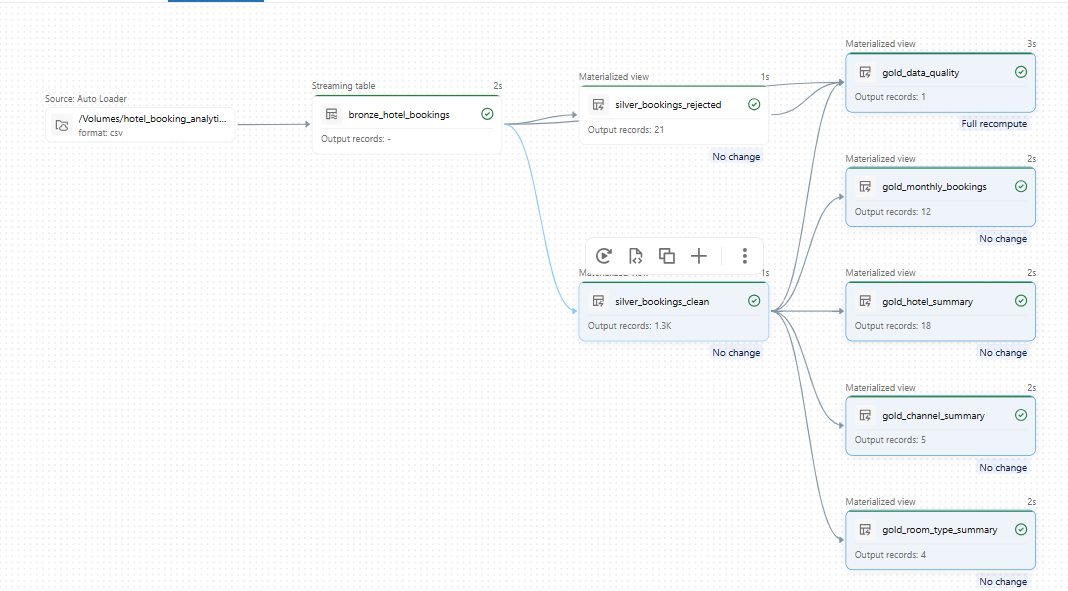 Source: Auto Loader
/Volumes/hotel_booking_analyti...
format: csv
Streaming table 2s
bronze_hotel_bookings
Output records: -
Materialized view 1s
silver_bookings_rejected
Output records: 21
No change
Materialized view 1s
silver_bookings_clean
Output records: 1.3K
No change
Materialized view 3s
gold_data_quality
Output records: 1
Full recompute
Materialized view 2s
gold_monthly_bookings
Output records: 12
No change
Materialized view 2s
gold_hotel_summary
Output records: 18
No change
Materialized view 2s
gold_channel_summary
Output records: 5
No change
Materialized view 2s
gold_room_type_summary
Output records: 4
No change